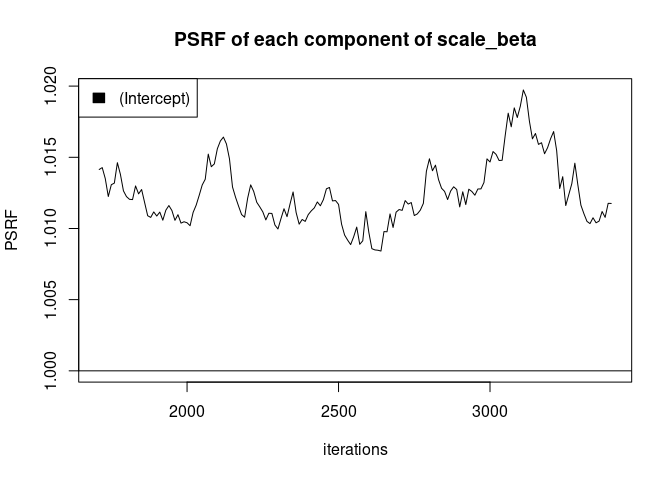 PSRF of each component of scale_beta
(Intercept)
PSRF
1.020
1.015
1.010
1.005
1.000
2000 2500 3000
iterations